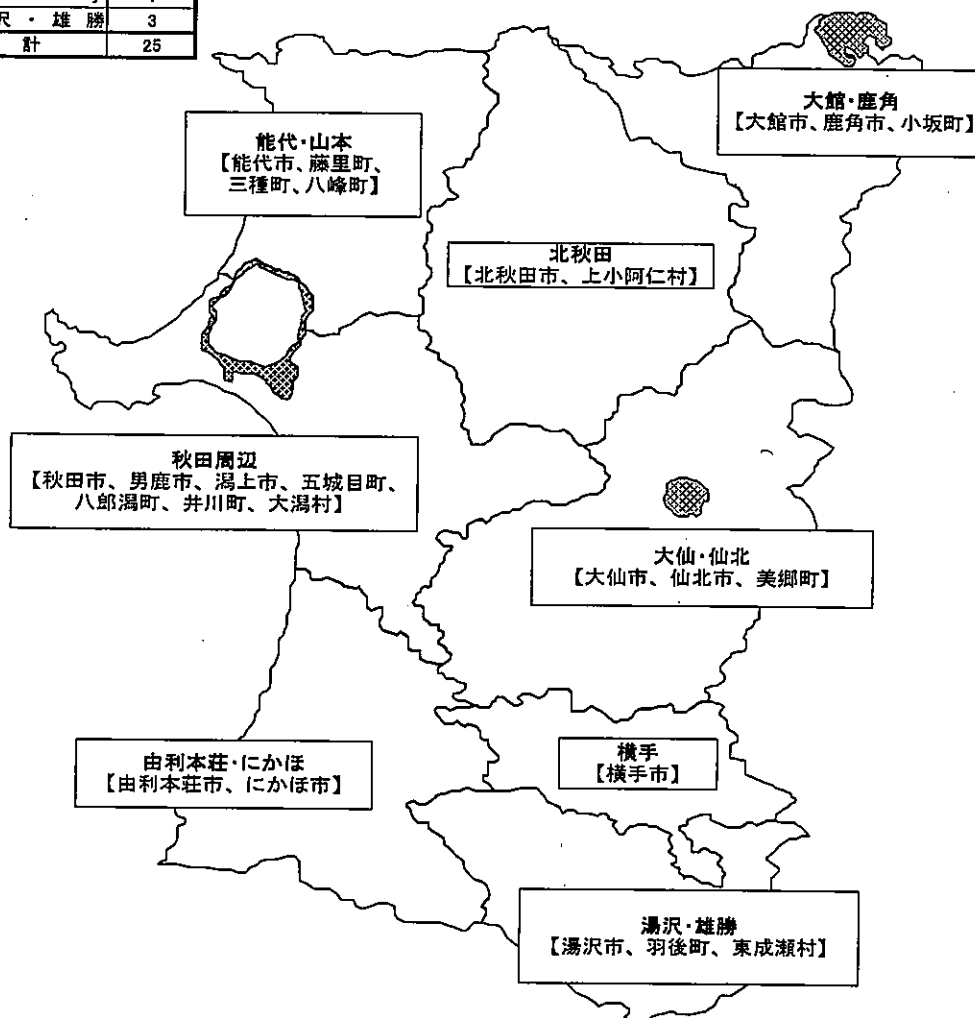 沢・雄勝 3
計 25
大館・鹿角
【大館市、鹿角市、小坂町】
能代・山本
【能代市、藤里町、
三種町、八峰町】
北秋田
【北秋田市、上小阿仁村】
秋田周辺
【秋田市、男鹿市、潟上市、五城目町、
八郎潟町、井川町、大潟村】
大仙・仙北
【大仙市、仙北市、美郷町】
由利本荘・にかほ
【由利本荘市、にかほ市】
横手
【横手市】
湯沢・雄勝
【湯沢市、羽後町、東成瀬村】